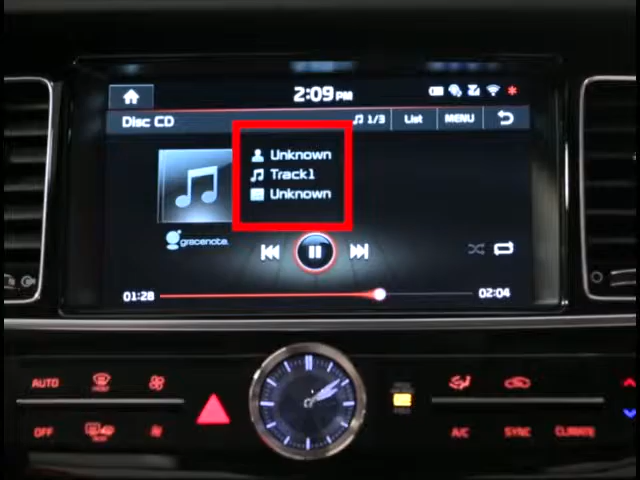 2:09 PM
Disc CD
1/3
List
MENU
Unknown
Track1
Unknown
gracenote.
01:28
02:04
AUTO
FRONT
OFF
A/C
SYNC
CLIMATE